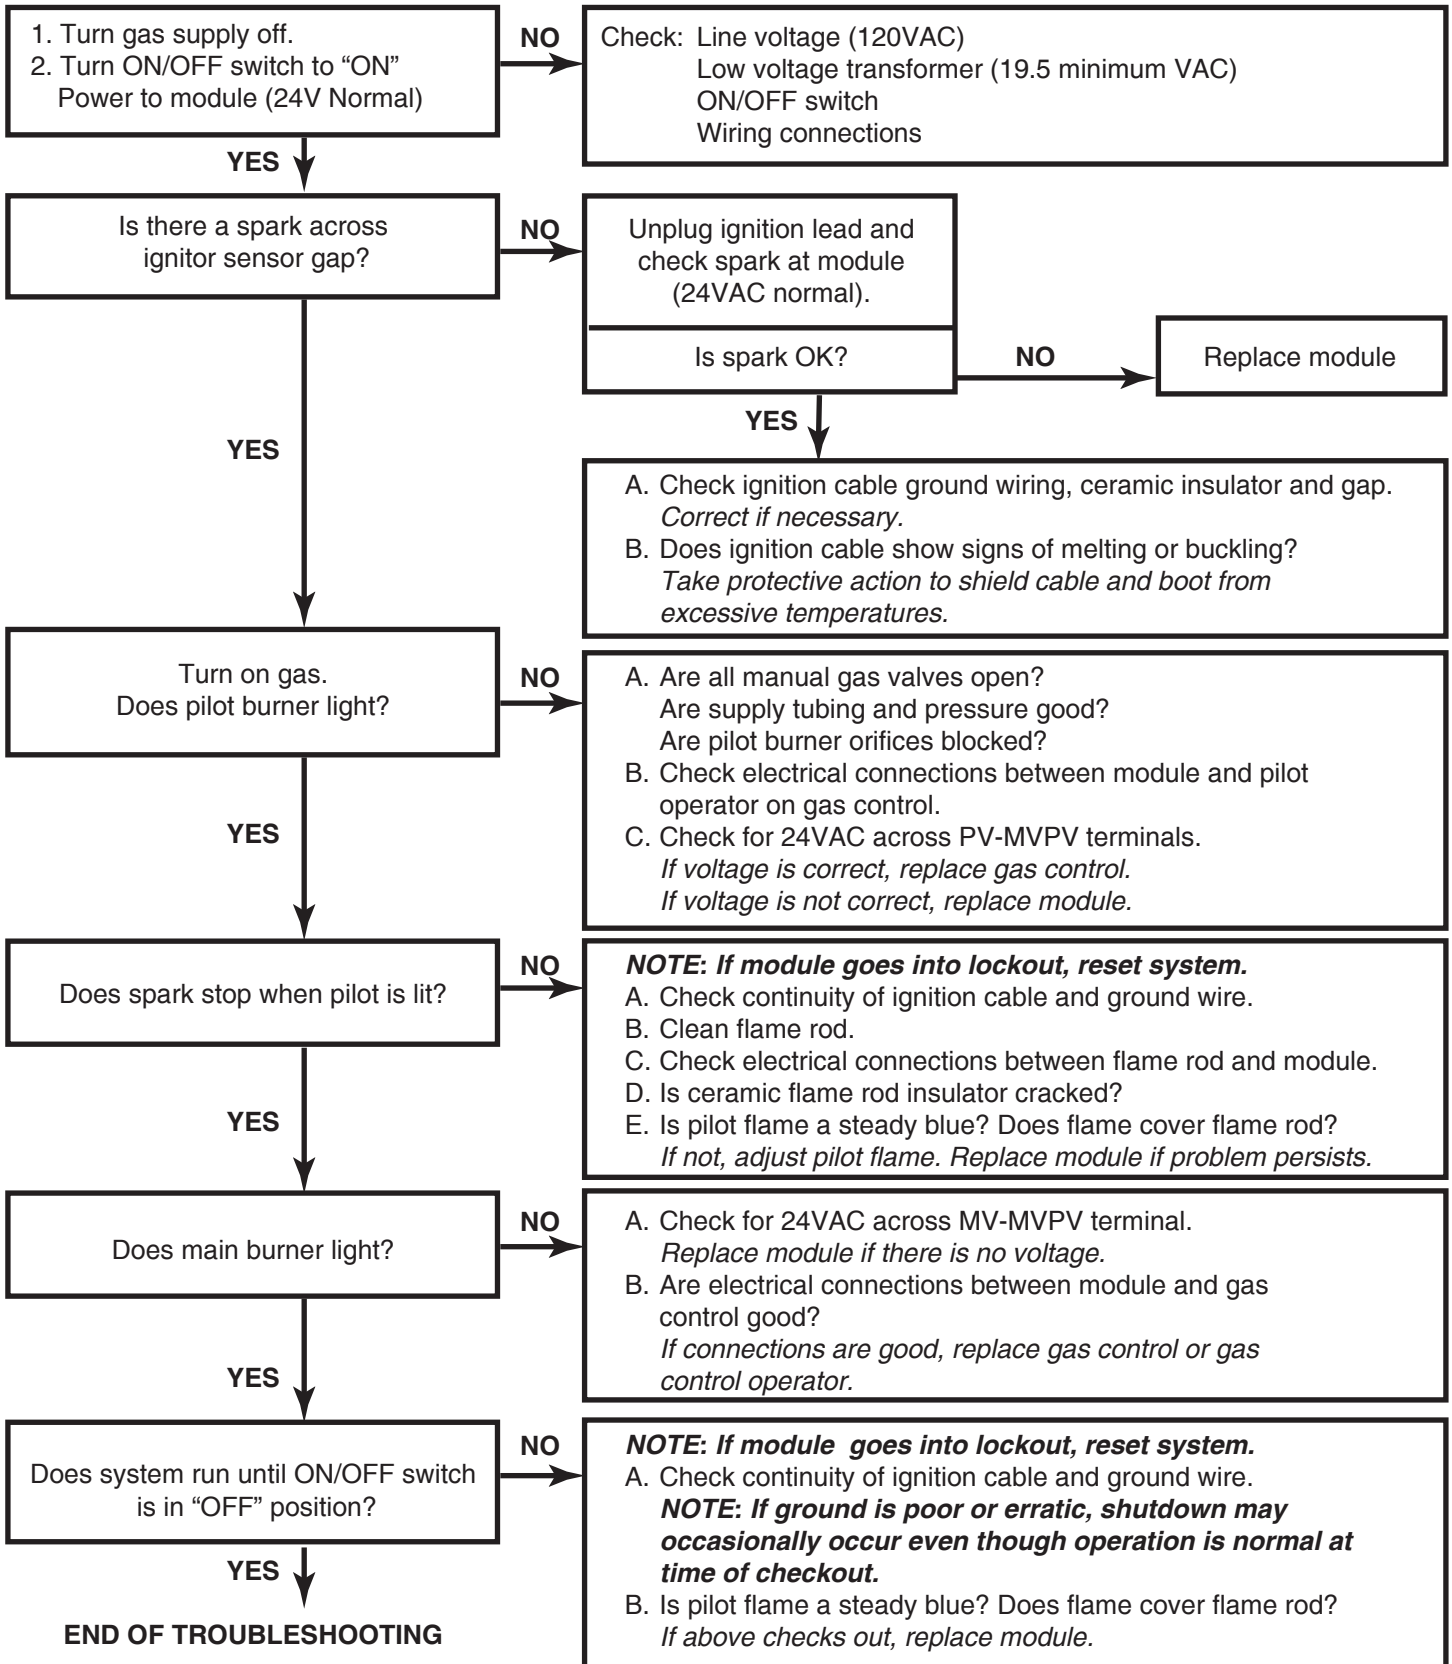 1. Turn gas supply off.
2. Turn ON/OFF switch to “ON”
Power to module (24V Normal)
NO
Check: Line voltage (120VAC)
Low voltage transformer (19.5 minimum VAC)
ON/OFF switch
Wiring connections
YES
Is there a spark across
ignitor sensor gap?
NO
Unplug ignition lead and
check spark at module
(24VAC normal).
Is spark OK?
NO
Replace module
YES
A. Check ignition cable ground wiring, ceramic insulator and gap.
Correct if necessary.
B. Does ignition cable show signs of melting or buckling?
Take protective action to shield cable and boot from
excessive temperatures.
YES
Turn on gas.
Does pilot burner light?
NO
A. Are all manual gas valves open?
Are supply tubing and pressure good?
Are pilot burner orifices blocked?
B. Check electrical connections between module and pilot
operator on gas control.
C. Check for 24VAC across PV-MVPV terminals.
If voltage is correct, replace gas control.
If voltage is not correct, replace module.
YES
Does spark stop when pilot is lit?
NO
NOTE: If module goes into lockout, reset system.
A. Check continuity of ignition cable and ground wire.
B. Clean flame rod.
C. Check electrical connections between flame rod and module.
D. Is ceramic flame rod insulator cracked?
E. Is pilot flame a steady blue? Does flame cover flame rod?
If not, adjust pilot flame. Replace module if problem persists.
YES
Does main burner light?
NO
A. Check for 24VAC across MV-MVPV terminal.
Replace module if there is no voltage.
B. Are electrical connections between module and gas
control good?
If connections are good, replace gas control or gas
control operator.
YES
Does system run until ON/OFF switch
is in “OFF” position?
NO
NOTE: If module goes into lockout, reset system.
A. Check continuity of ignition cable and ground wire.
NOTE: If ground is poor or erratic, shutdown may
occasionally occur even though operation is normal at
time of checkout.
B. Is pilot flame a steady blue? Does flame cover flame rod?
If above checks out, replace module.
YES
END OF TROUBLESHOOTING